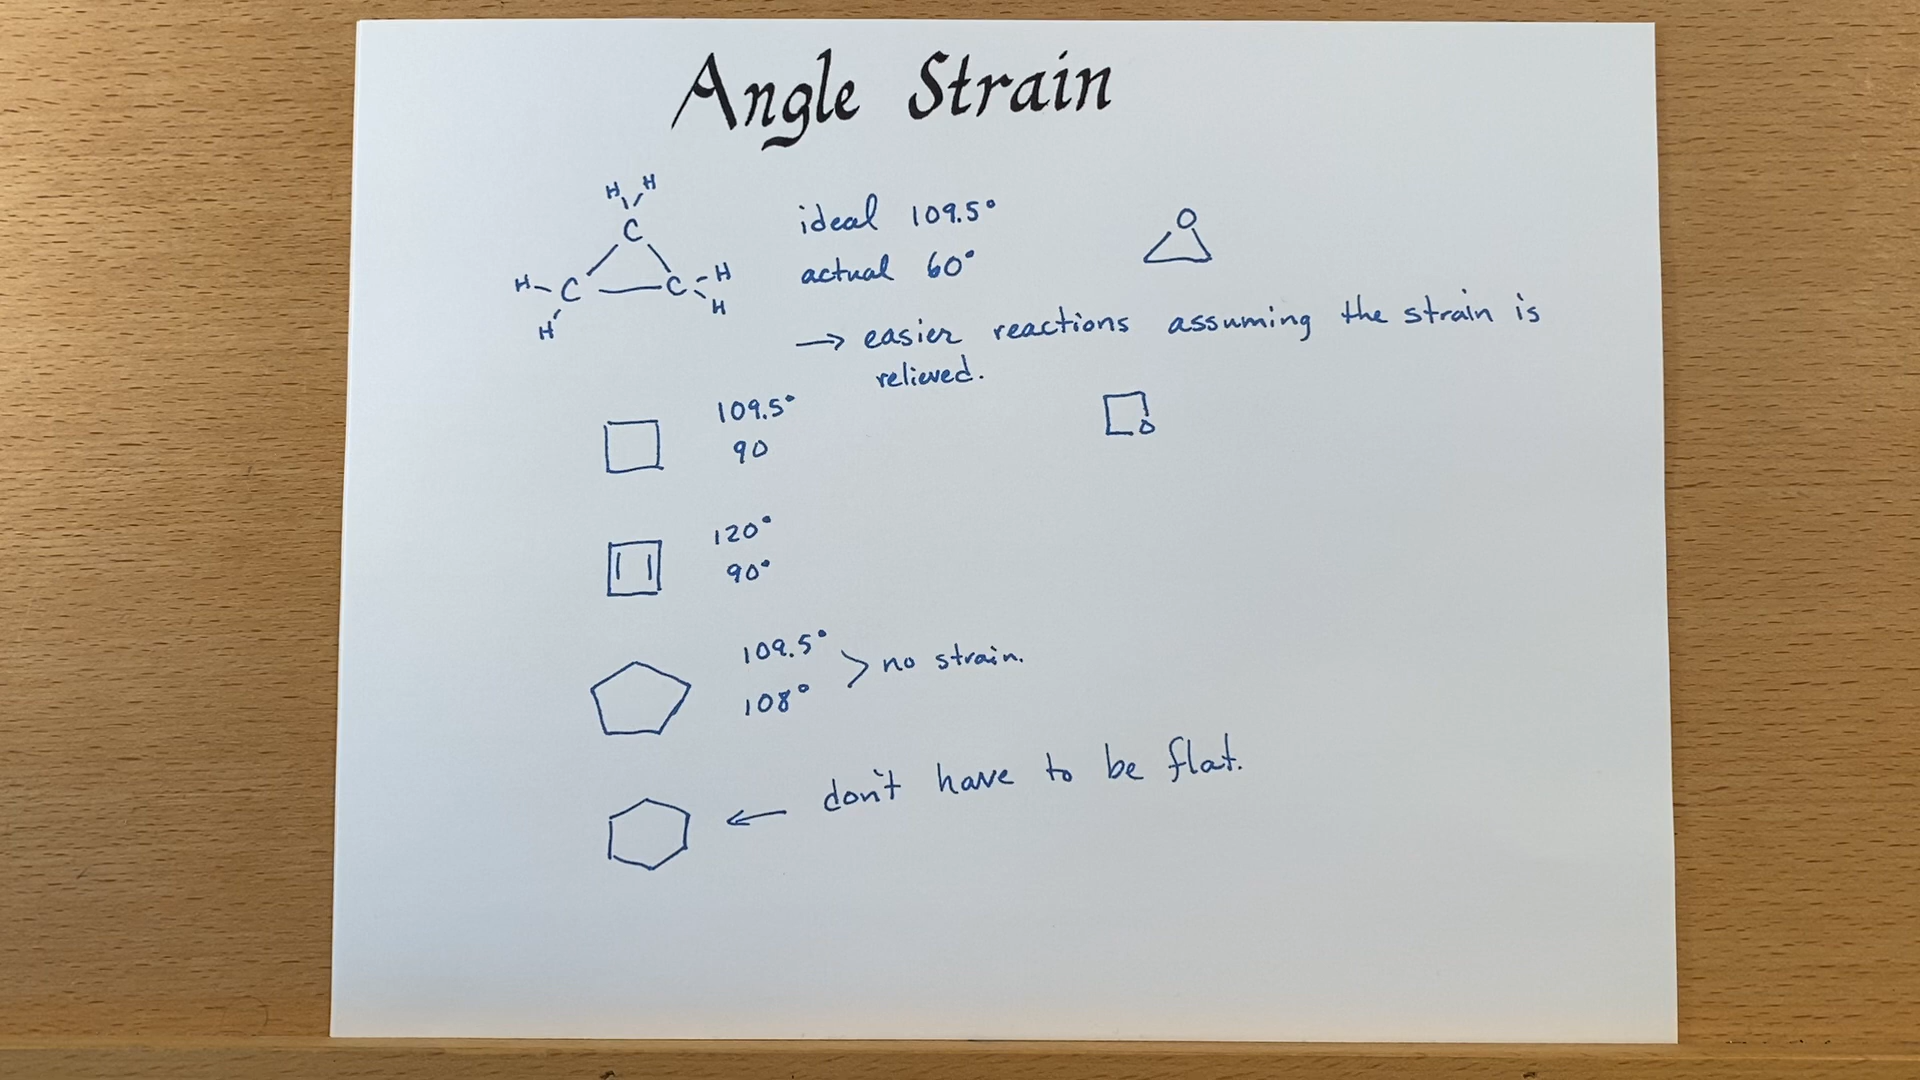 Angle Strain
H H
C
H C C H
H H
ideal 109.5°
actual 60°
O
→ easier reactions assuming the strain is
relieved.
109.5°
90
O
120°
90°
109.5°
108°
> no strain.
← don't have to be flat.